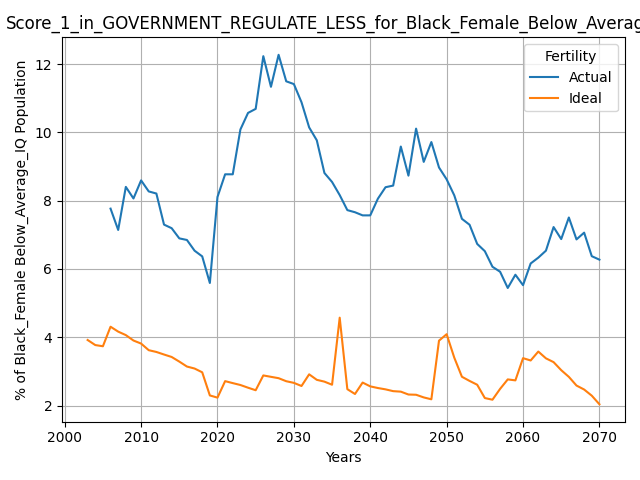 Score_1_in_GOVERNMENT_REGULATE_LESS_for_Black_Female_Below_Averag
Fertility
Actual
Ideal
% of Black_Female Below_Average_IQ Population
12
10
8
6
4
2
2000 2010 2020 2030 2040 2050 2060 2070
Years